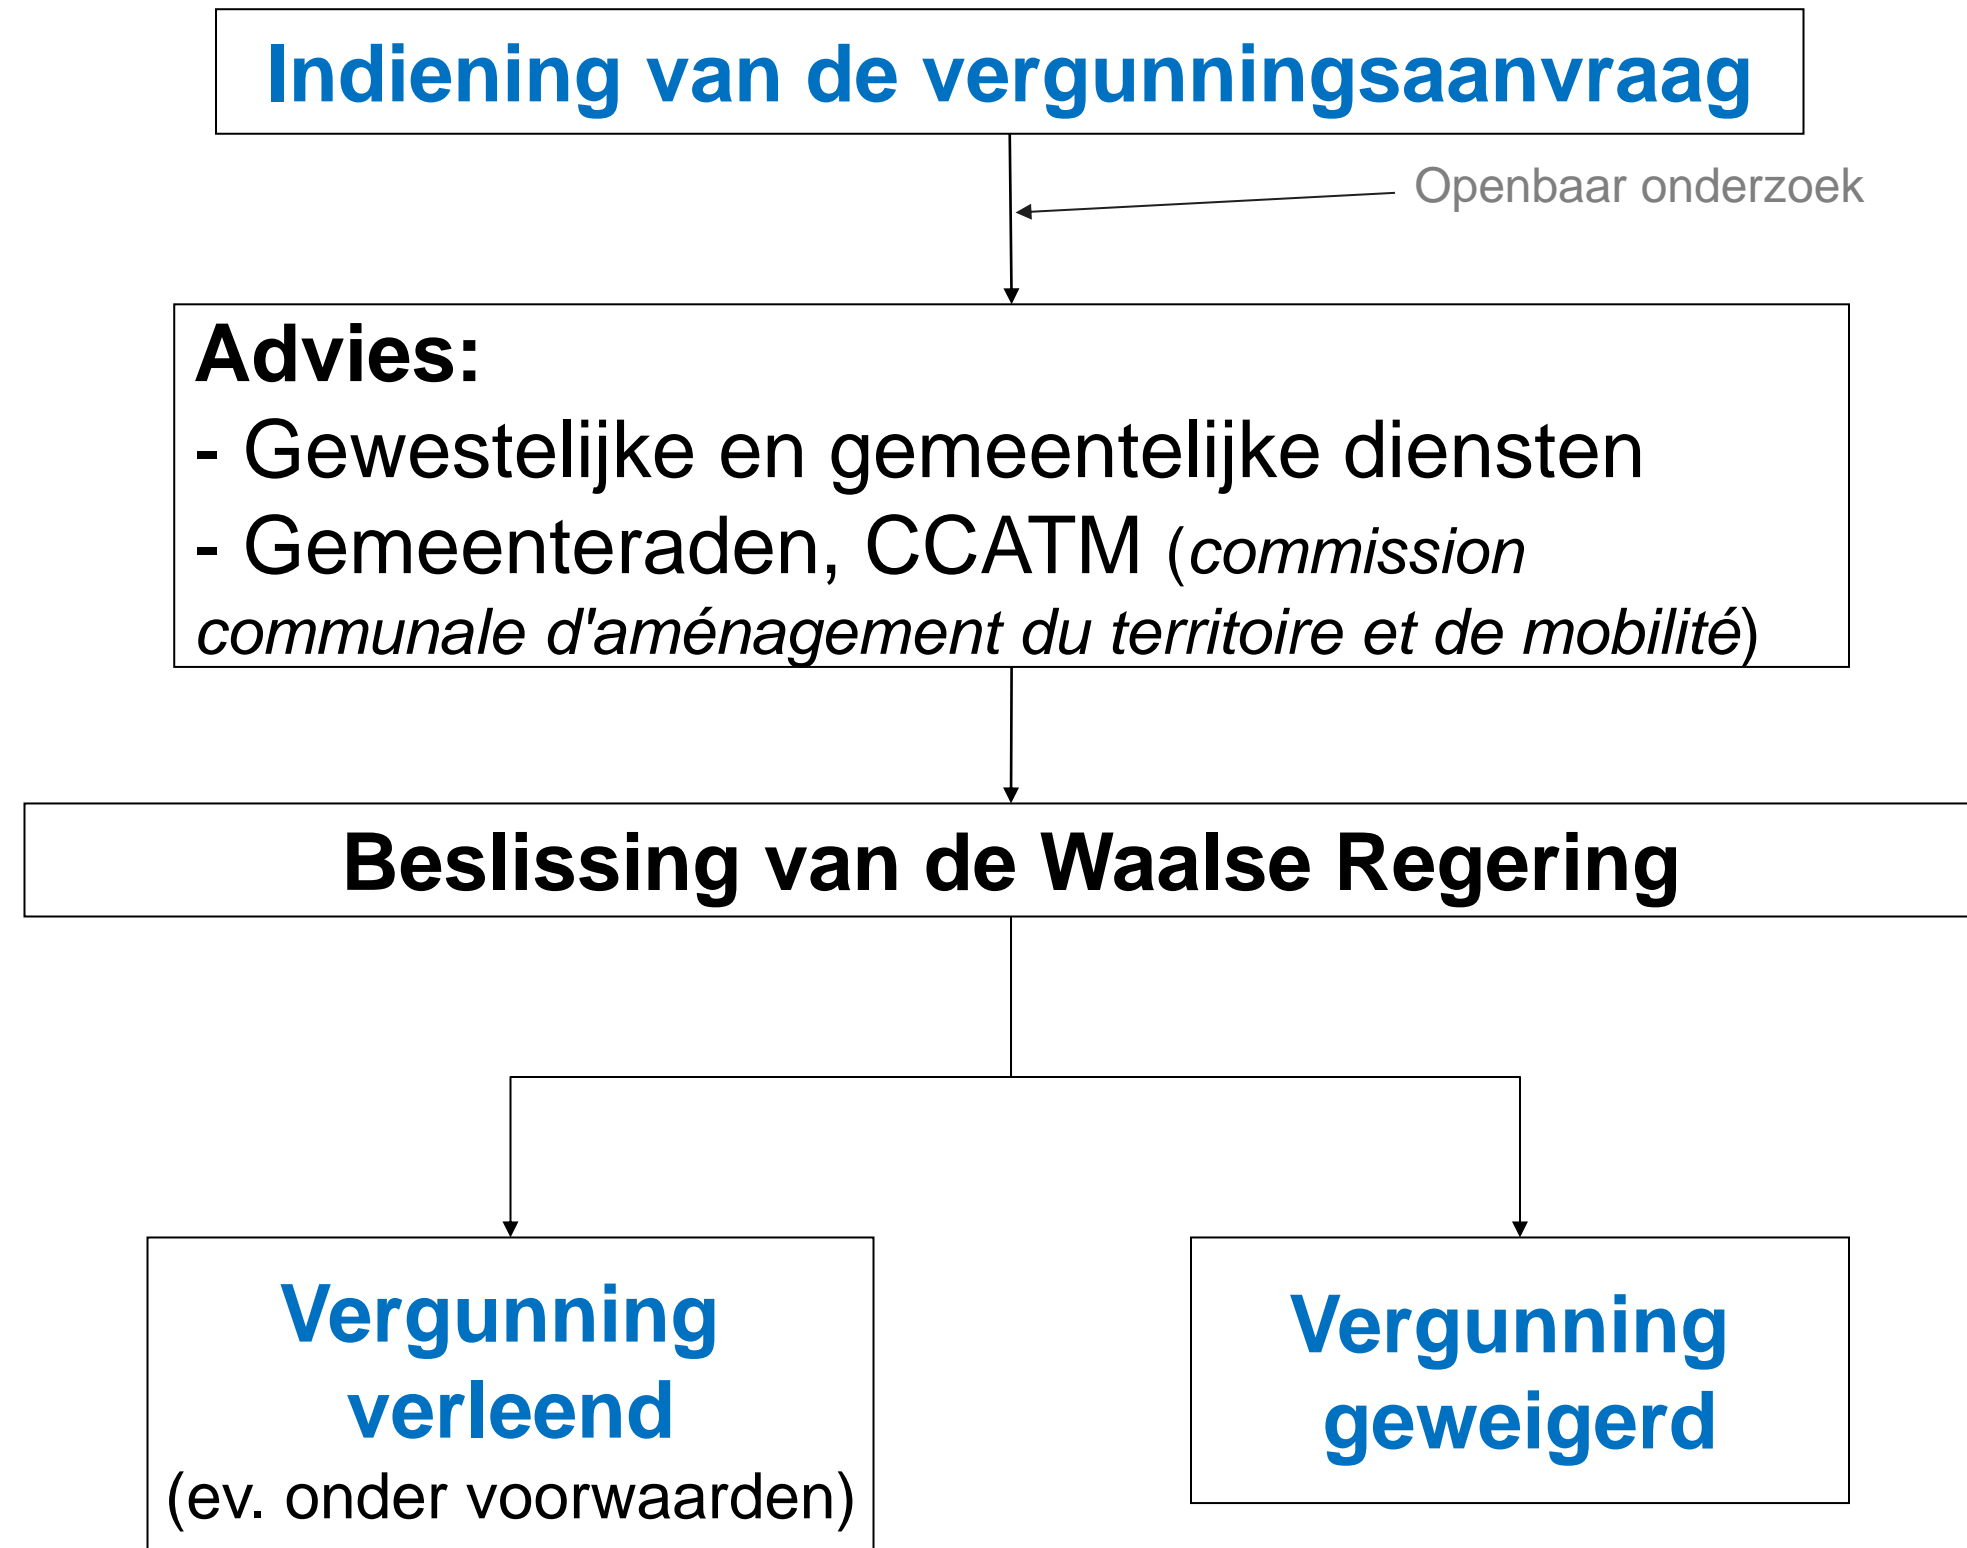 Indiening van de vergunningsaanvraag
Openbaar onderzoek
Advies:
- Gewestelijke en gemeentelijke diensten
- Gemeenteraden, CCATM (commission
communale d'aménagement du territoire et de mobilité)
Beslissing van de Waalse Regering
Vergunning
verleend
(ev. onder voorwaarden)
Vergunning
geweigerd